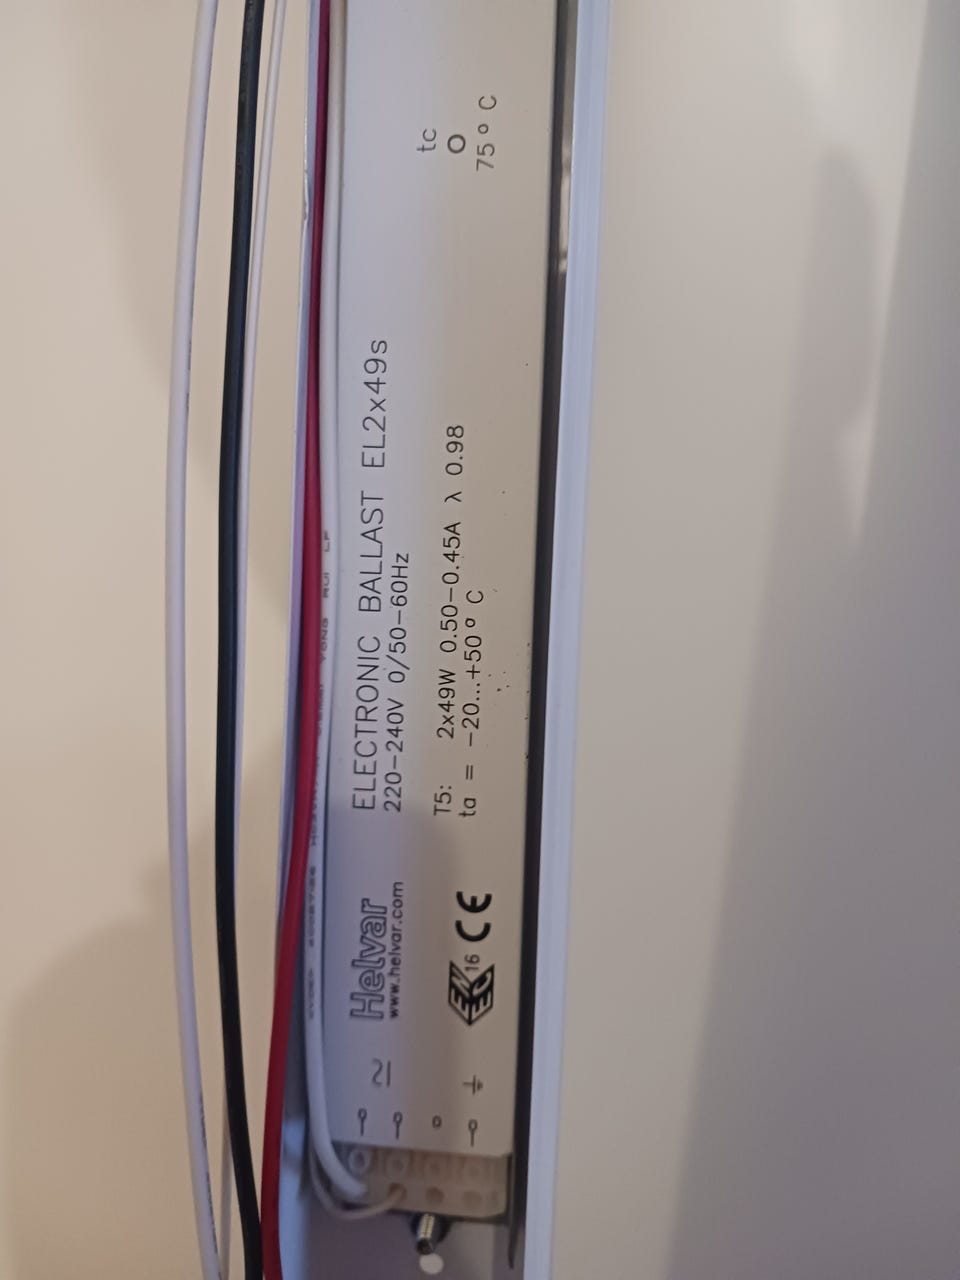 Helvar
www.helvar.com
EC 16 CE
ELECTRONIC BALLAST EL2x49s
220-240V 0/50-60Hz
T5: 2x49W 0.50-0.45A λ 0.98
ta = -20...+50°C
tc
75°C